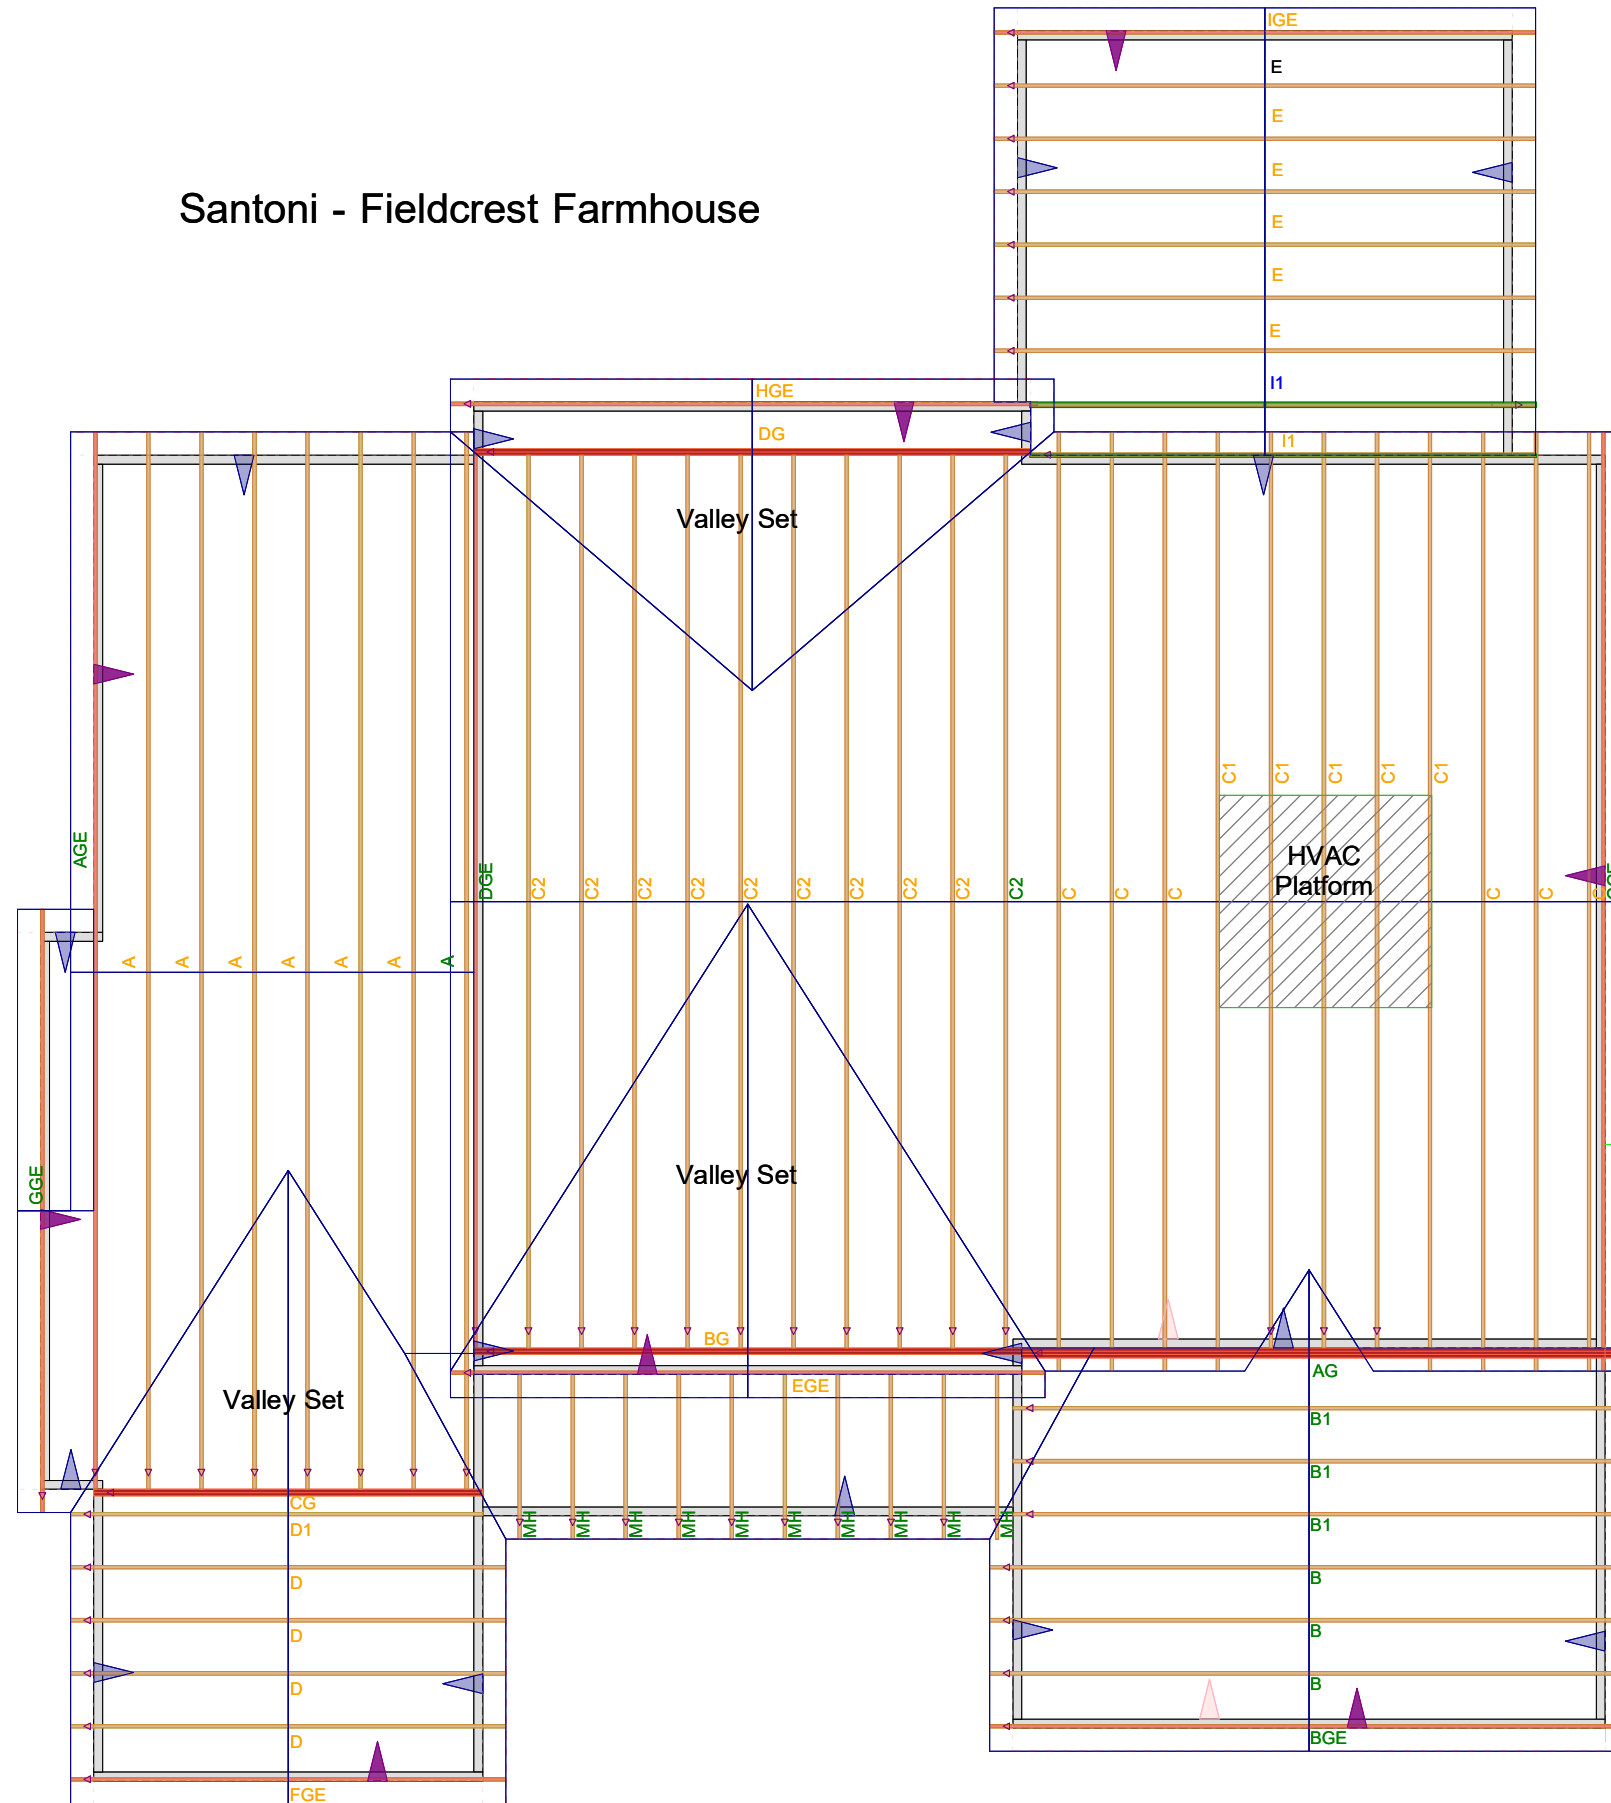 IGE
E
E
Santoni - Fieldcrest Farmhouse
E
E
E
E
I1
HGE
DG
I1
Valley Set
C1 C1 C1 C1 C1
AGE
HVAC
Platform
DGE C2 C2 C2 C2 C2 C2 C2 C2 C2 C2 C C C C C
A A A A A A A
GGE
Valley Set
BG
AG
EGE
Valley Set
B1
B1
CG
D1
MH MH MH MH MH MH MH MH MH MH
B1
D
B
D
B
D
B
D
BGE
FGE